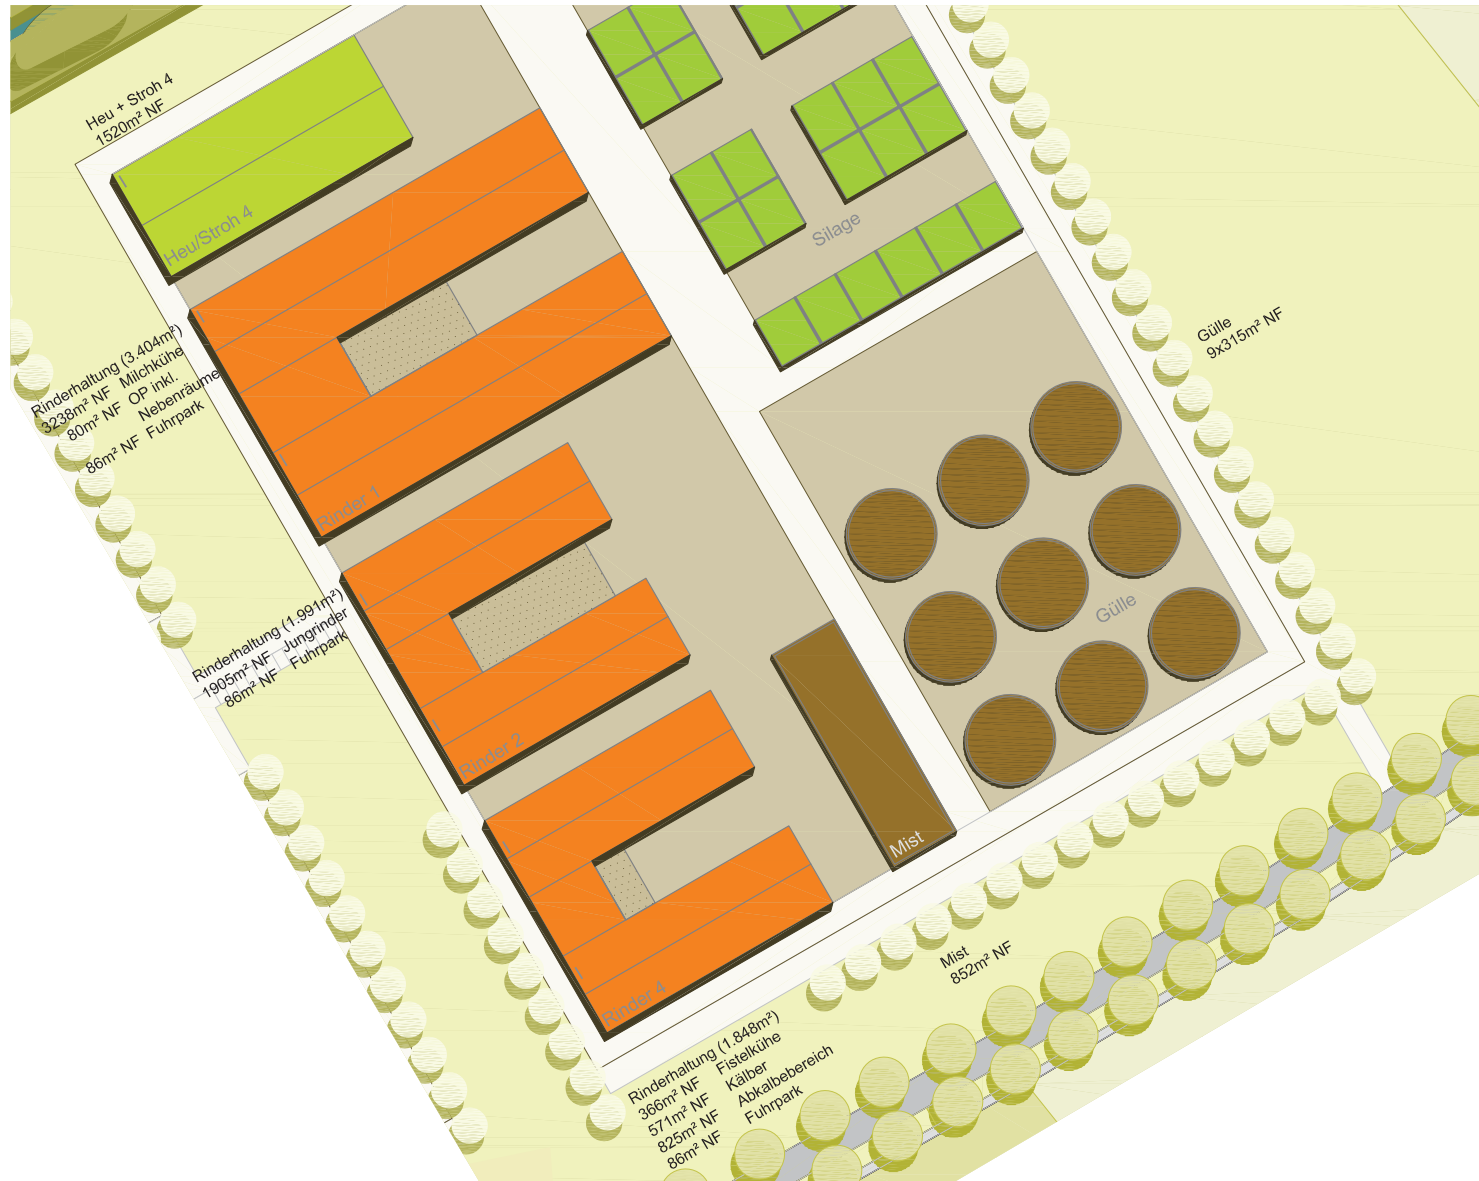 Heu + Stroh 4
1520m² NF
Heu/Stroh 4
Silage
Gülle
9x315m² NF
Rinderhaltung (3.404m²)
3238m² NF Milchkühe
80m² NF OP inkl.
Nebenräume
86m² NF Fuhrpark
Rinder 1
Gülle
Rinderhaltung (1.991m²)
1905m² NF Jungrinder
86m² NF Fuhrpark
Rinder 2
Mist
Mist
852m² NF
Rinder 4
Rinderhaltung (1.848m²)
366m² NF Fistelkühe
571m² NF Kälber
825m² NF Abkalbebereich
86m² NF Fuhrpark